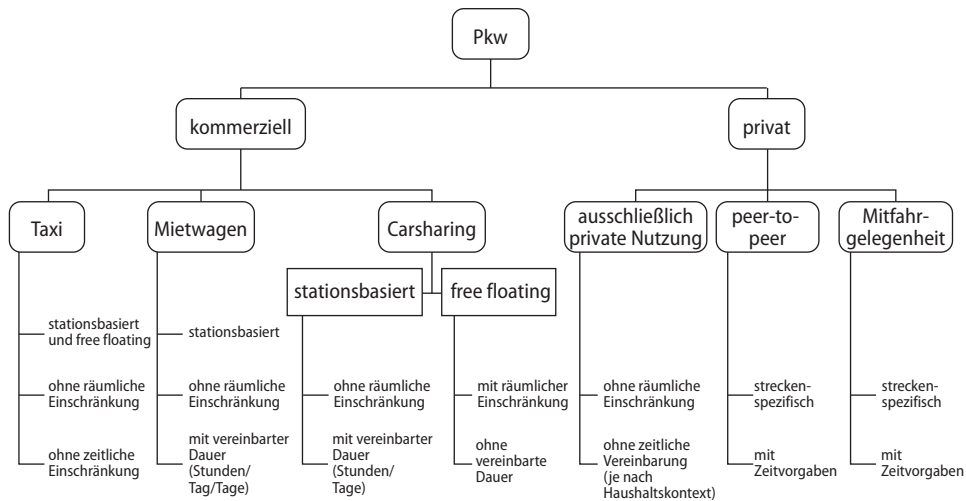 Pkw
kommerziell
privat
Taxi
Mietwagen
Carsharing
ausschließlich
private Nutzung
peer-to-
peer
Mitfahr-
gelegenheit
stationsbasiert
free floating
stationsbasiert
und free floating
stationsbasiert
ohne räumliche
Einschränkung
ohne räumliche
Einschränkung
ohne räumliche
Einschränkung
mit räumlicher
Einschränkung
ohne räumliche
Einschränkung
strecken-
spezifisch
strecken-
spezifisch
ohne zeitliche
Einschränkung
mit vereinbarter
Dauer
(Stunden/
Tag/Tage)
mit vereinbarter
Dauer
(Stunden/
Tage)
ohne
vereinbarte
Dauer
ohne zeitliche
Vereinbarung
(je nach
Haushaltskontext)
mit
Zeitvorgaben
mit
Zeitvorgaben